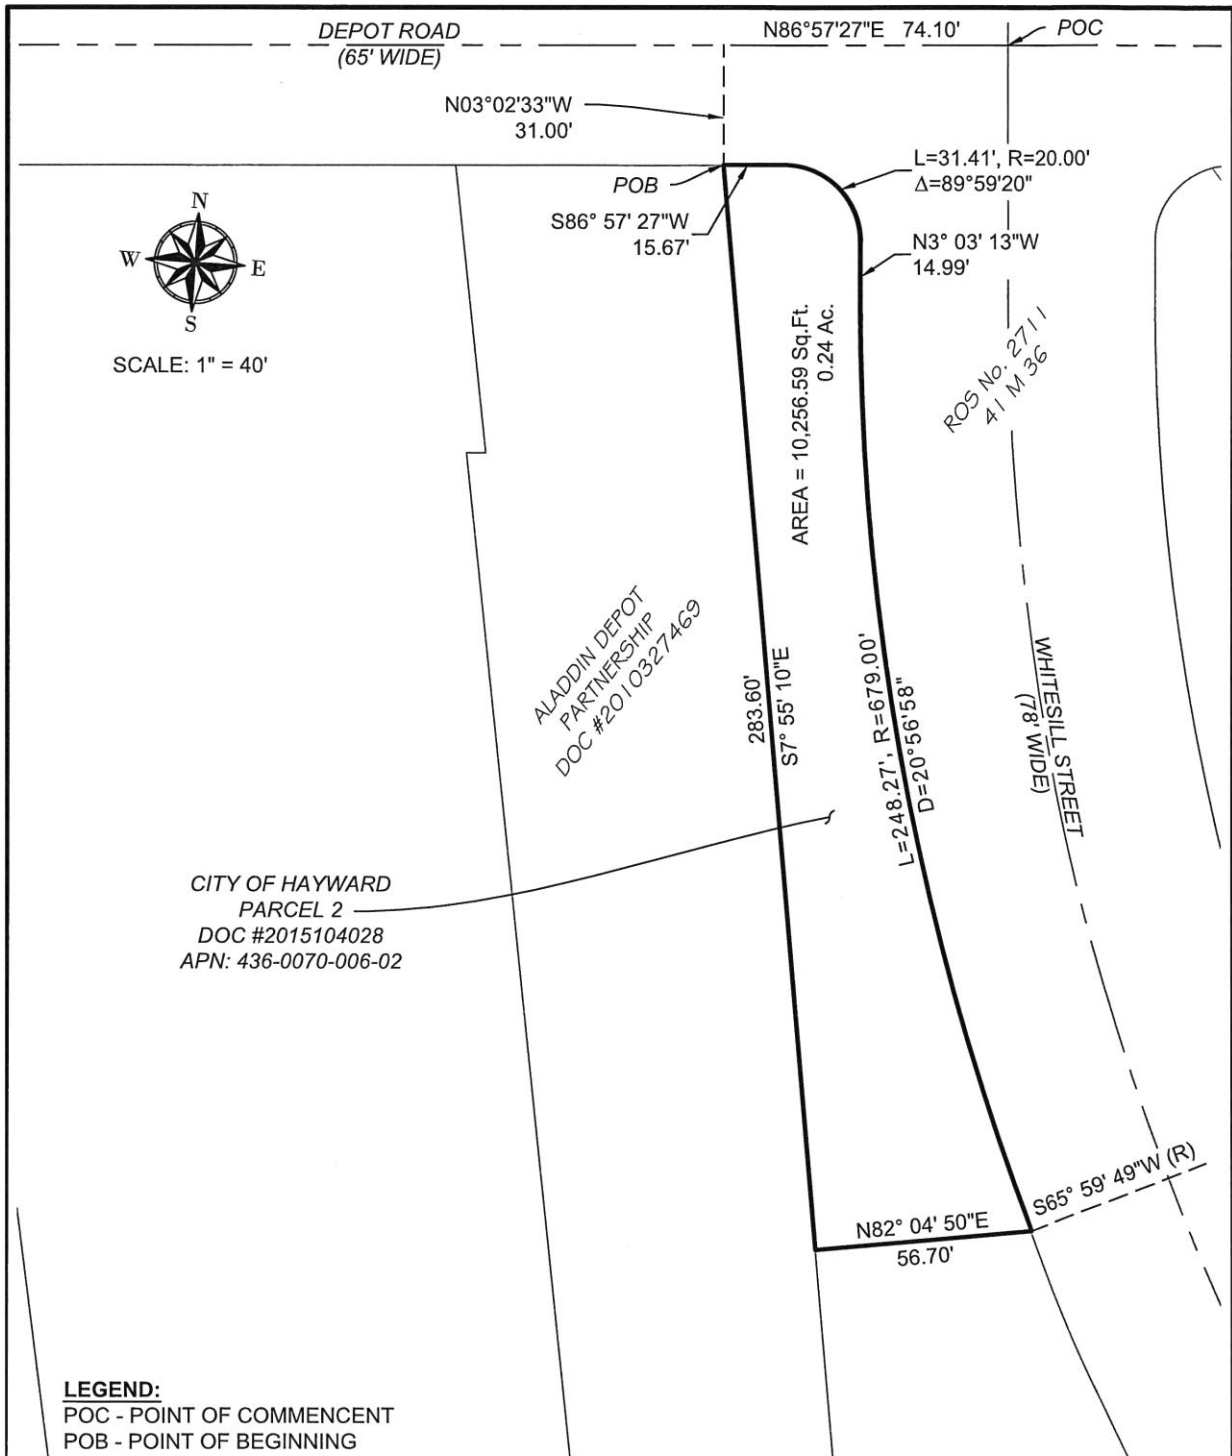 DEPOT ROAD
(65' WIDE)
N86°57'27"E 74.10'
POC
N03°02'33"W
31.00'
POB
S86° 57' 27"W
15.67'
L=31.41', R=20.00'
Δ=89°59'20"
N3° 03' 13"W
14.99'
N
W
E
S
SCALE: 1" = 40'
AREA = 10,256.59 Sq.Ft.
0.24 Ac.
ROS No. 2711
41 M 36
ALADDIN DEPOT
PARTNERSHIP
DOC #2010327469
283.60'
S7° 55' 10"E
L=248.27', R=679.00'
D=20°56'58"
WHITESILL STREET
(78' WIDE)
CITY OF HAYWARD
PARCEL 2
DOC #2015104028
APN: 436-0070-006-02
S65° 59' 49"W (R)
N82° 04' 50"E
56.70'
LEGEND:
POC - POINT OF COMMENCENT
POB - POINT OF BEGINNING